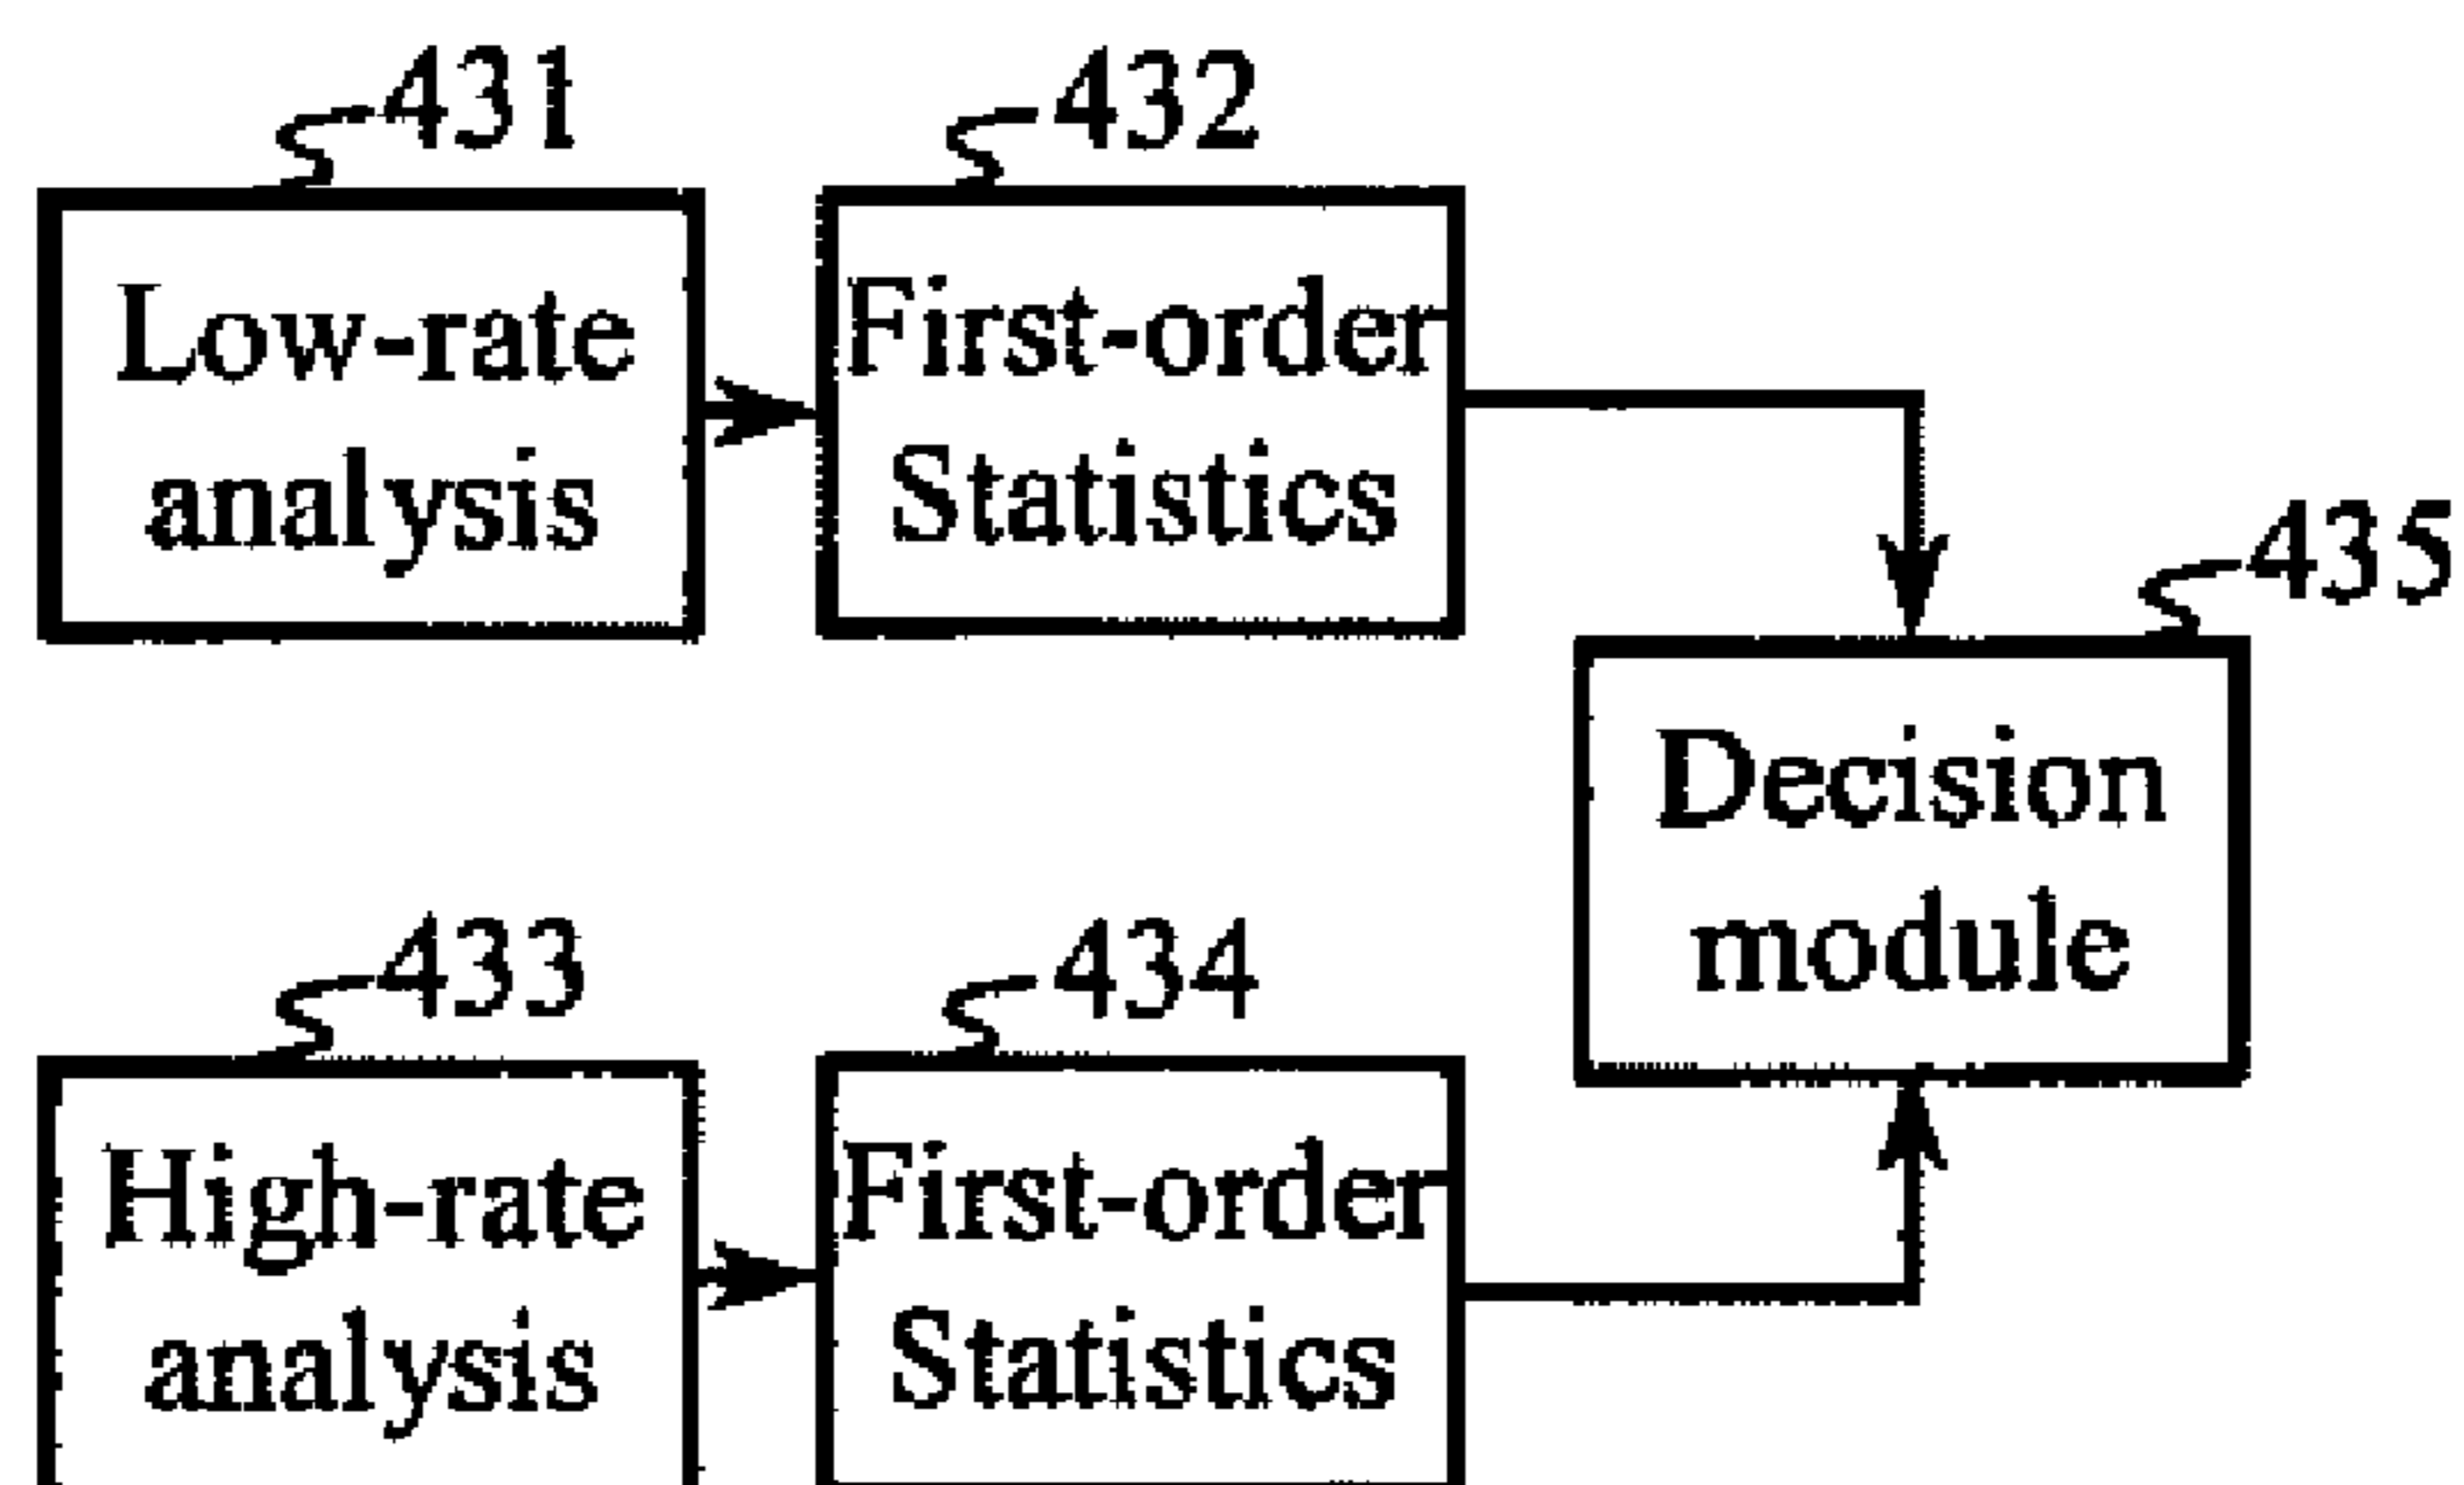 431
432
Low-rate
analysis
First-order
Statistics
435
Decision
module
433
434
High-rate
analysis
First-order
Statistics